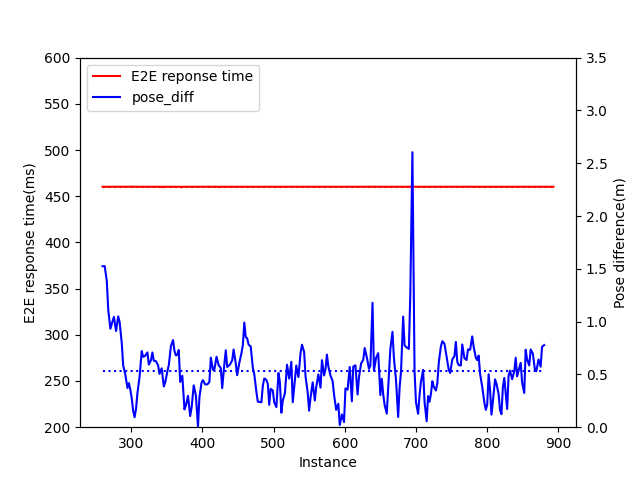 E2E reponse time
pose_diff
600
550
500
450
400
350
300
250
200
E2E response time(ms)
3.5
3.0
2.5
2.0
1.5
1.0
0.5
0.0
Pose difference(m)
300 400 500 600 700 800 900
Instance